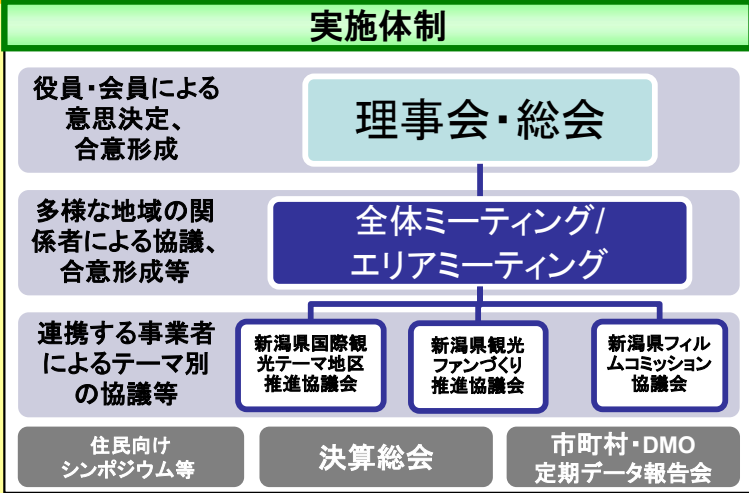 実施体制
役員・会員による
意思決定、
合意形成
理事会・総会
多様な地域の関
係者による協議、
合意形成等
全体ミーティング/
エリアミーティング
連携する事業者
によるテーマ別
の協議等
新潟県国際観
光テーマ地区
推進協議会
新潟県観光
ファンづくり
推進協議会
新潟県フィル
ムコミッション
協議会
住民向け
シンポジウム等
決算総会
市町村・DMO
定期データ報告会